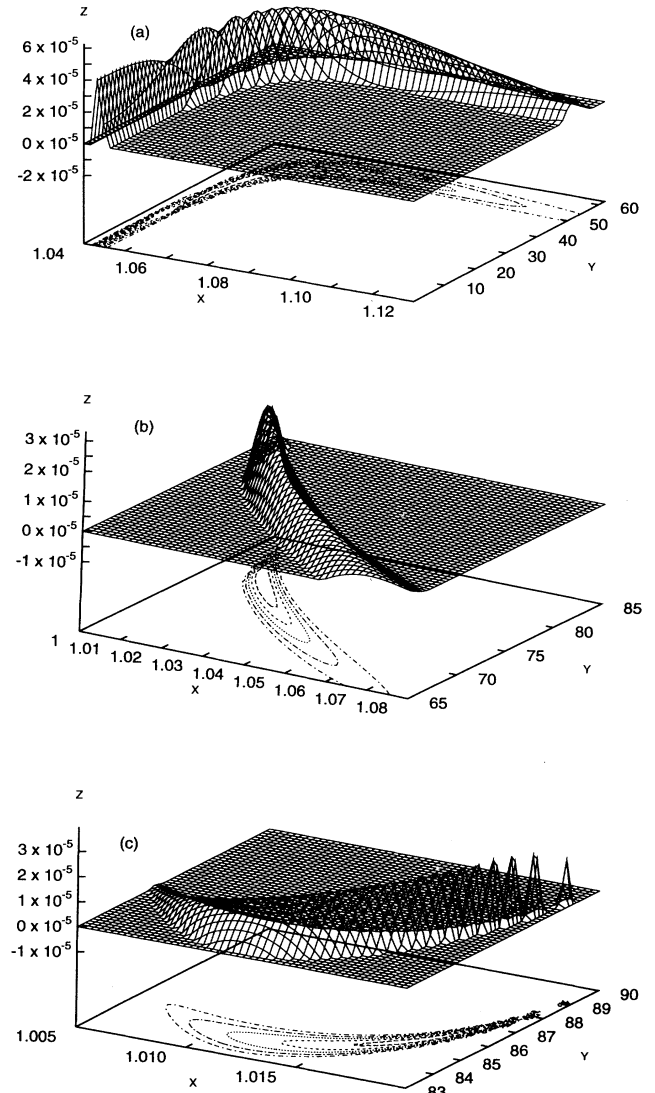 Z
(a)
6 x 10-5
4 x 10-5
2 x 10-5
0 x 10-5
-2 x 10-5
1.04
1.06
1.08
1.10
1.12
X
10
20
30
40
50
60
Y
Z
(b)
3 x 10-5
2 x 10-5
1 x 10-5
0 x 10-5
-1 x 10-5
1
1.01
1.02
1.03
1.04
1.05
1.06
1.07
1.08
X
65
70
75
80
85
Y
Z
(c)
3 x 10-5
2 x 10-5
1 x 10-5
0 x 10-5
-1 x 10-5
1.005
1.010
1.015
X
83
84
85
86
87
88
89
90
Y